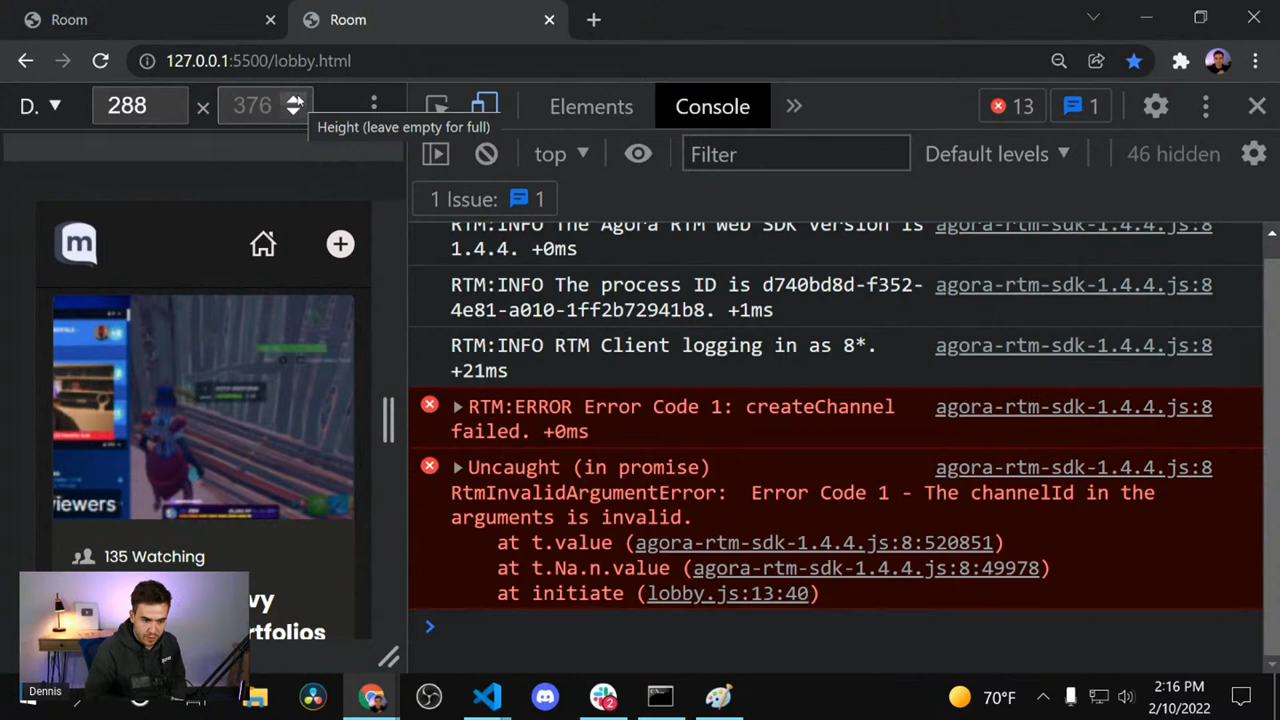 Room
Room
127.0.0.1:5500/lobby.html
D.
288
×
376
Elements
Console
13
1
Height (leave empty for full)
top
Filter
Default levels
46 hidden
1 Issue:
1
RTM:INFO The Agora RTM Web SDK version is
agora-rtm-sdk-1.4.4.js:8
1.4.4. +0ms
RTM:INFO The process ID is d740bd8d-f352-
agora-rtm-sdk-1.4.4.js:8
4e81-a010-1ff2b72941b8. +1ms
RTM:INFO RTM Client logging in as 8*.
agora-rtm-sdk-1.4.4.js:8
+21ms
RTM:ERROR Error Code 1: createChannel
agora-rtm-sdk-1.4.4.js:8
failed. +0ms
Uncaught (in promise)
agora-rtm-sdk-1.4.4.js:8
RtmInvalidArgumentError: Error Code 1 - The channelId in the
arguments is invalid.
at t.value (agora-rtm-sdk-1.4.4.js:8:520851)
at t.Na.n.value (agora-rtm-sdk-1.4.4.js:8:49978)
at initiate (lobby.js:13:40)
m
viewers
135 Watching
vy
rtfolios
Dennis
2
70°F
2:16 PM
2/10/2022